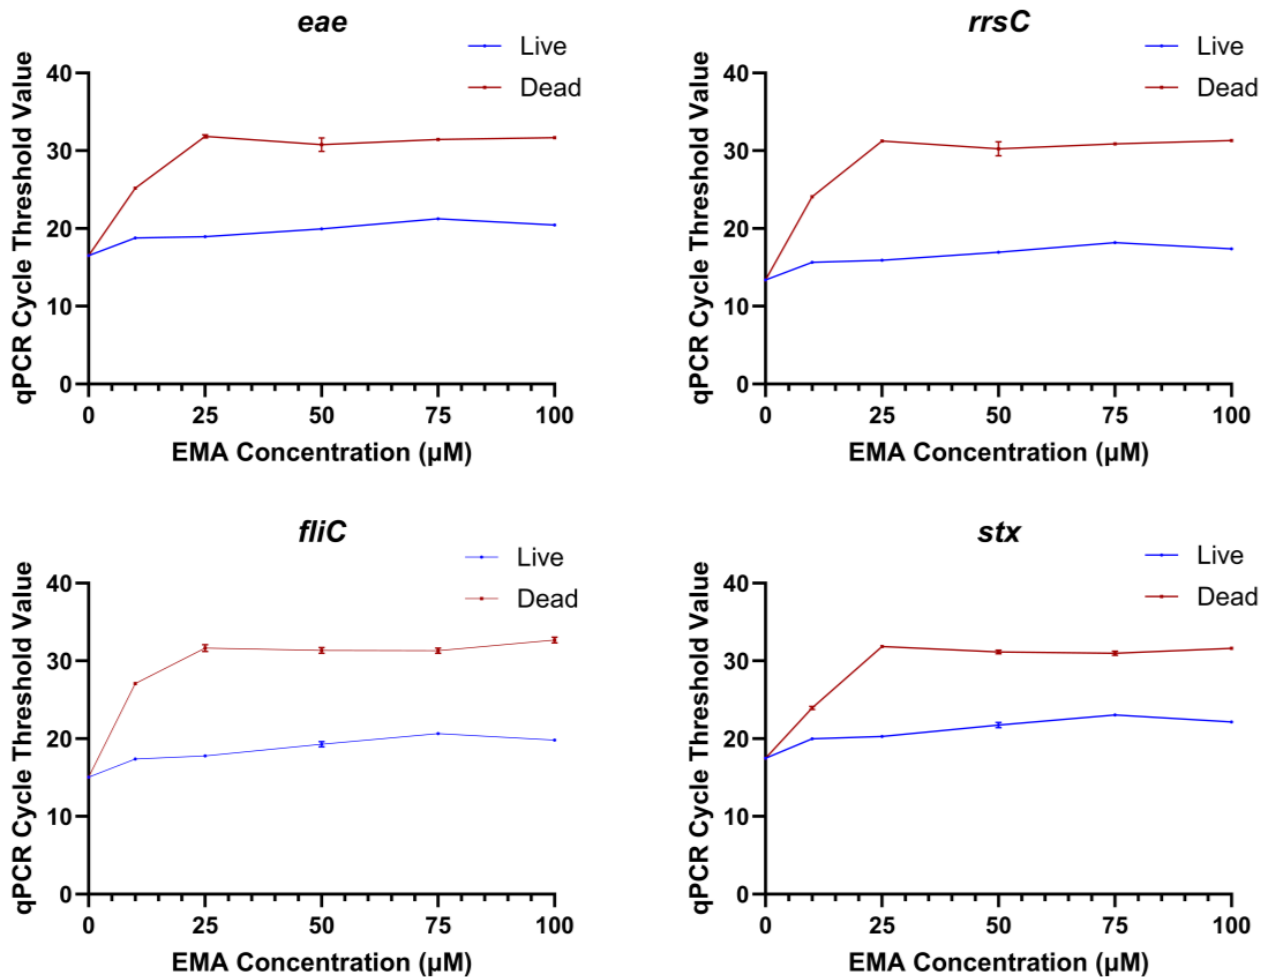 eae
Live
Dead
qPCR Cycle Threshold Value
40
30
20
10
0
0 25 50 75 100
EMA Concentration (µM)
rrsC
Live
Dead
qPCR Cycle Threshold Value
40
30
20
10
0
0 25 50 75 100
EMA Concentration (µM)
fliC
Live
Dead
qPCR Cycle Threshold Value
40
30
20
10
0
0 25 50 75 100
EMA Concentration (µM)
stx
Live
Dead
qPCR Cycle Threshold Value
40
30
20
10
0
0 25 50 75 100
EMA Concentration (µM)